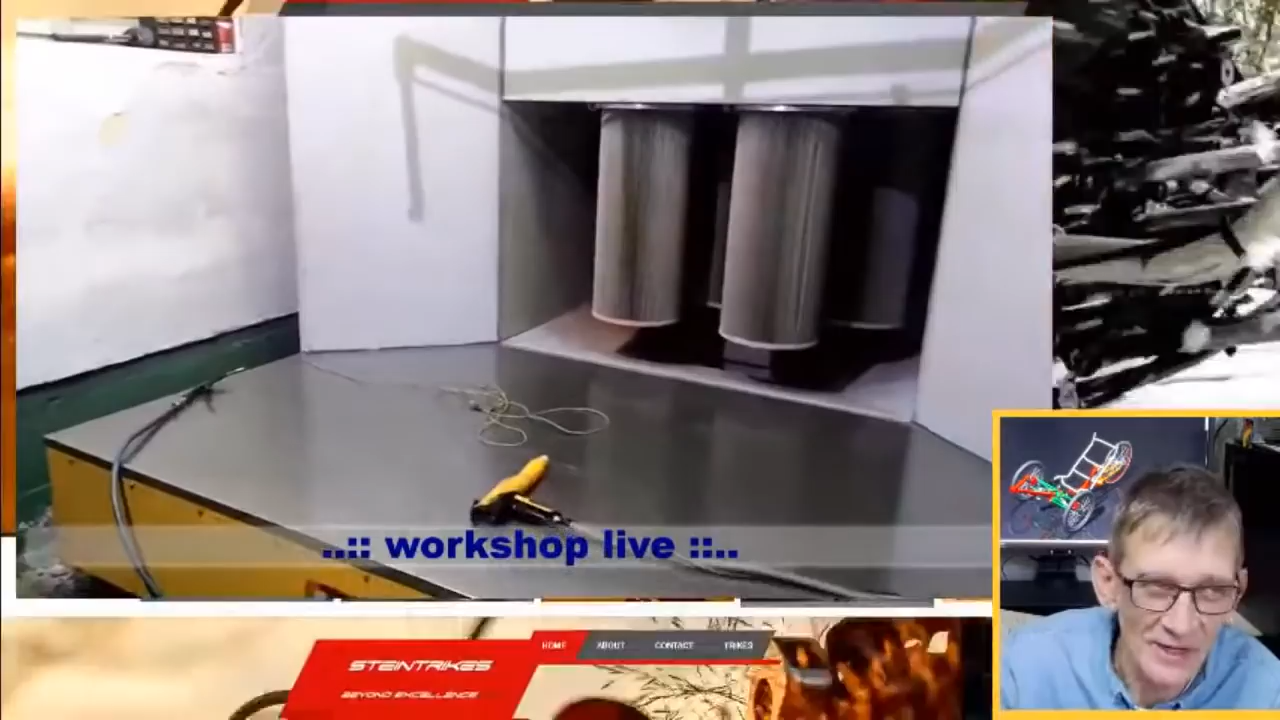 ..:: workshop live ::..
HOME ABOUT CONTACT TRIKES
STEINTRIKES
BEYOND EXCELLENCE